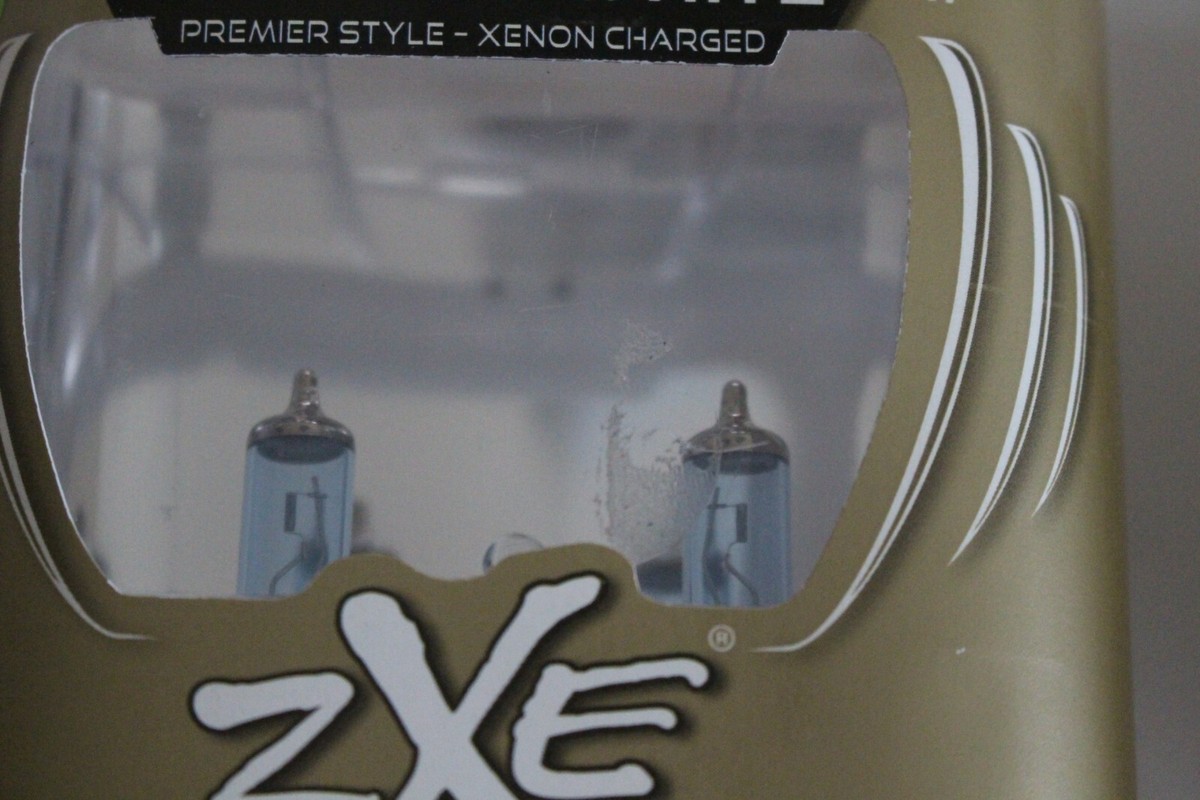 PREMIER STYLE - XENON CHARGED
zXE®